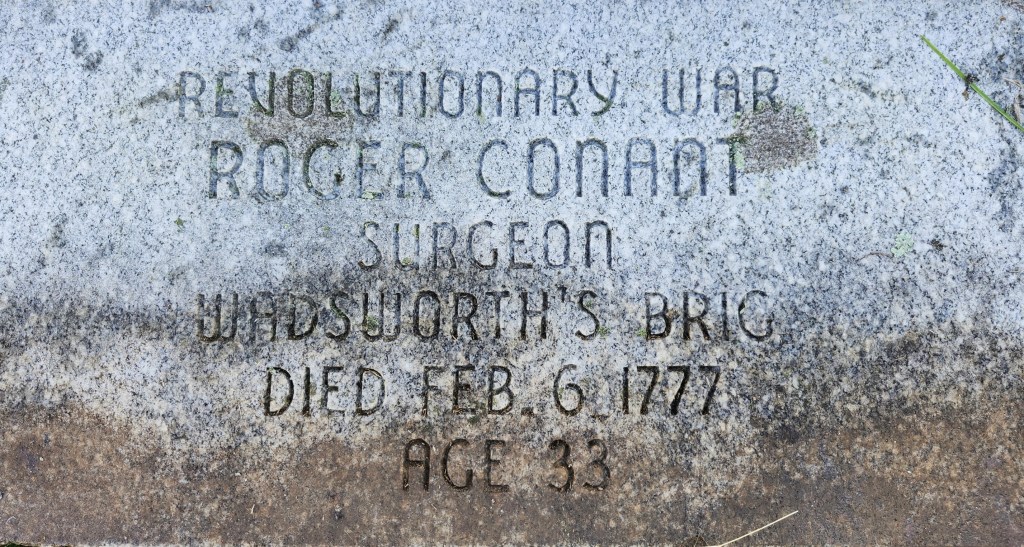 REVOLUTIONARY WAR
ROGER CONANT
SURGEON
WADSWORTH'S BRIG
DIED FEB. 6. 1777
AGE 33